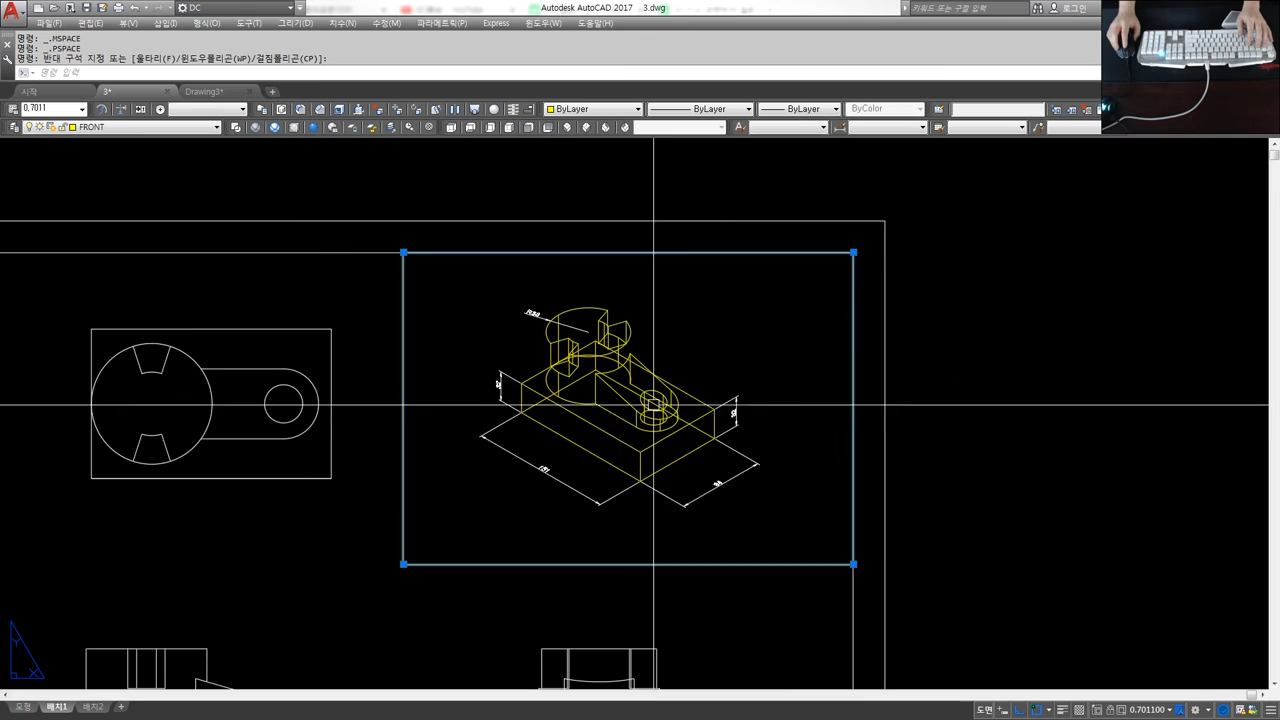 DC
Autodesk AutoCAD 2017
3.dwg
키워드 또는 구절 입력
로그인
파일(F)
편집(E)
뷰(V)
삽입(I)
형식(O)
도구(T)
그리기(D)
치수(N)
수정(M)
파라메트릭(P)
Express
윈도우(W)
도움말(H)
명령: _.MSPACE
명령: _.PSPACE
명령: 반대 구석 지정 또는 [울타리(F)/윈도우폴리곤(WP)/걸침폴리곤(CP)]:
명령 입력
시작
3*
Drawing3*
0,7011
ByLayer
ByLayer
ByLayer
ByColor
FRONT
Y
X
모형
배치1
배치2
도면
0.701100